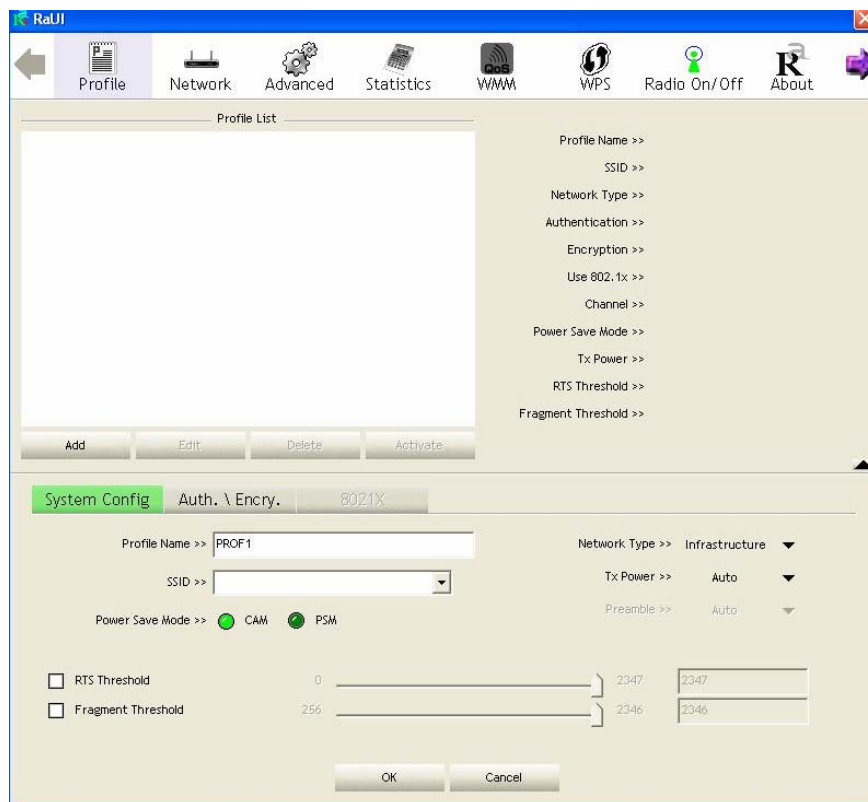 RaUI
Profile Network Advanced Statistics QoS WMM WPS Radio On/Off About
Profile List
Profile Name >>
SSID >>
Network Type >>
Authentication >>
Encryption >>
Use 802.1x >>
Channel >>
Power Save Mode >>
Tx Power >>
RTS Threshold >>
Fragment Threshold >>
Add Edit Delete Activate
System Config Auth. \ Encry. 8021X
Profile Name >> PROF1 Network Type >> Infrastructure
SSID >> Tx Power >> Auto
Power Save Mode >> CAM PSM Preamble >> Auto
RTS Threshold 0 2347 2347
Fragment Threshold 256 2346 2346
OK Cancel